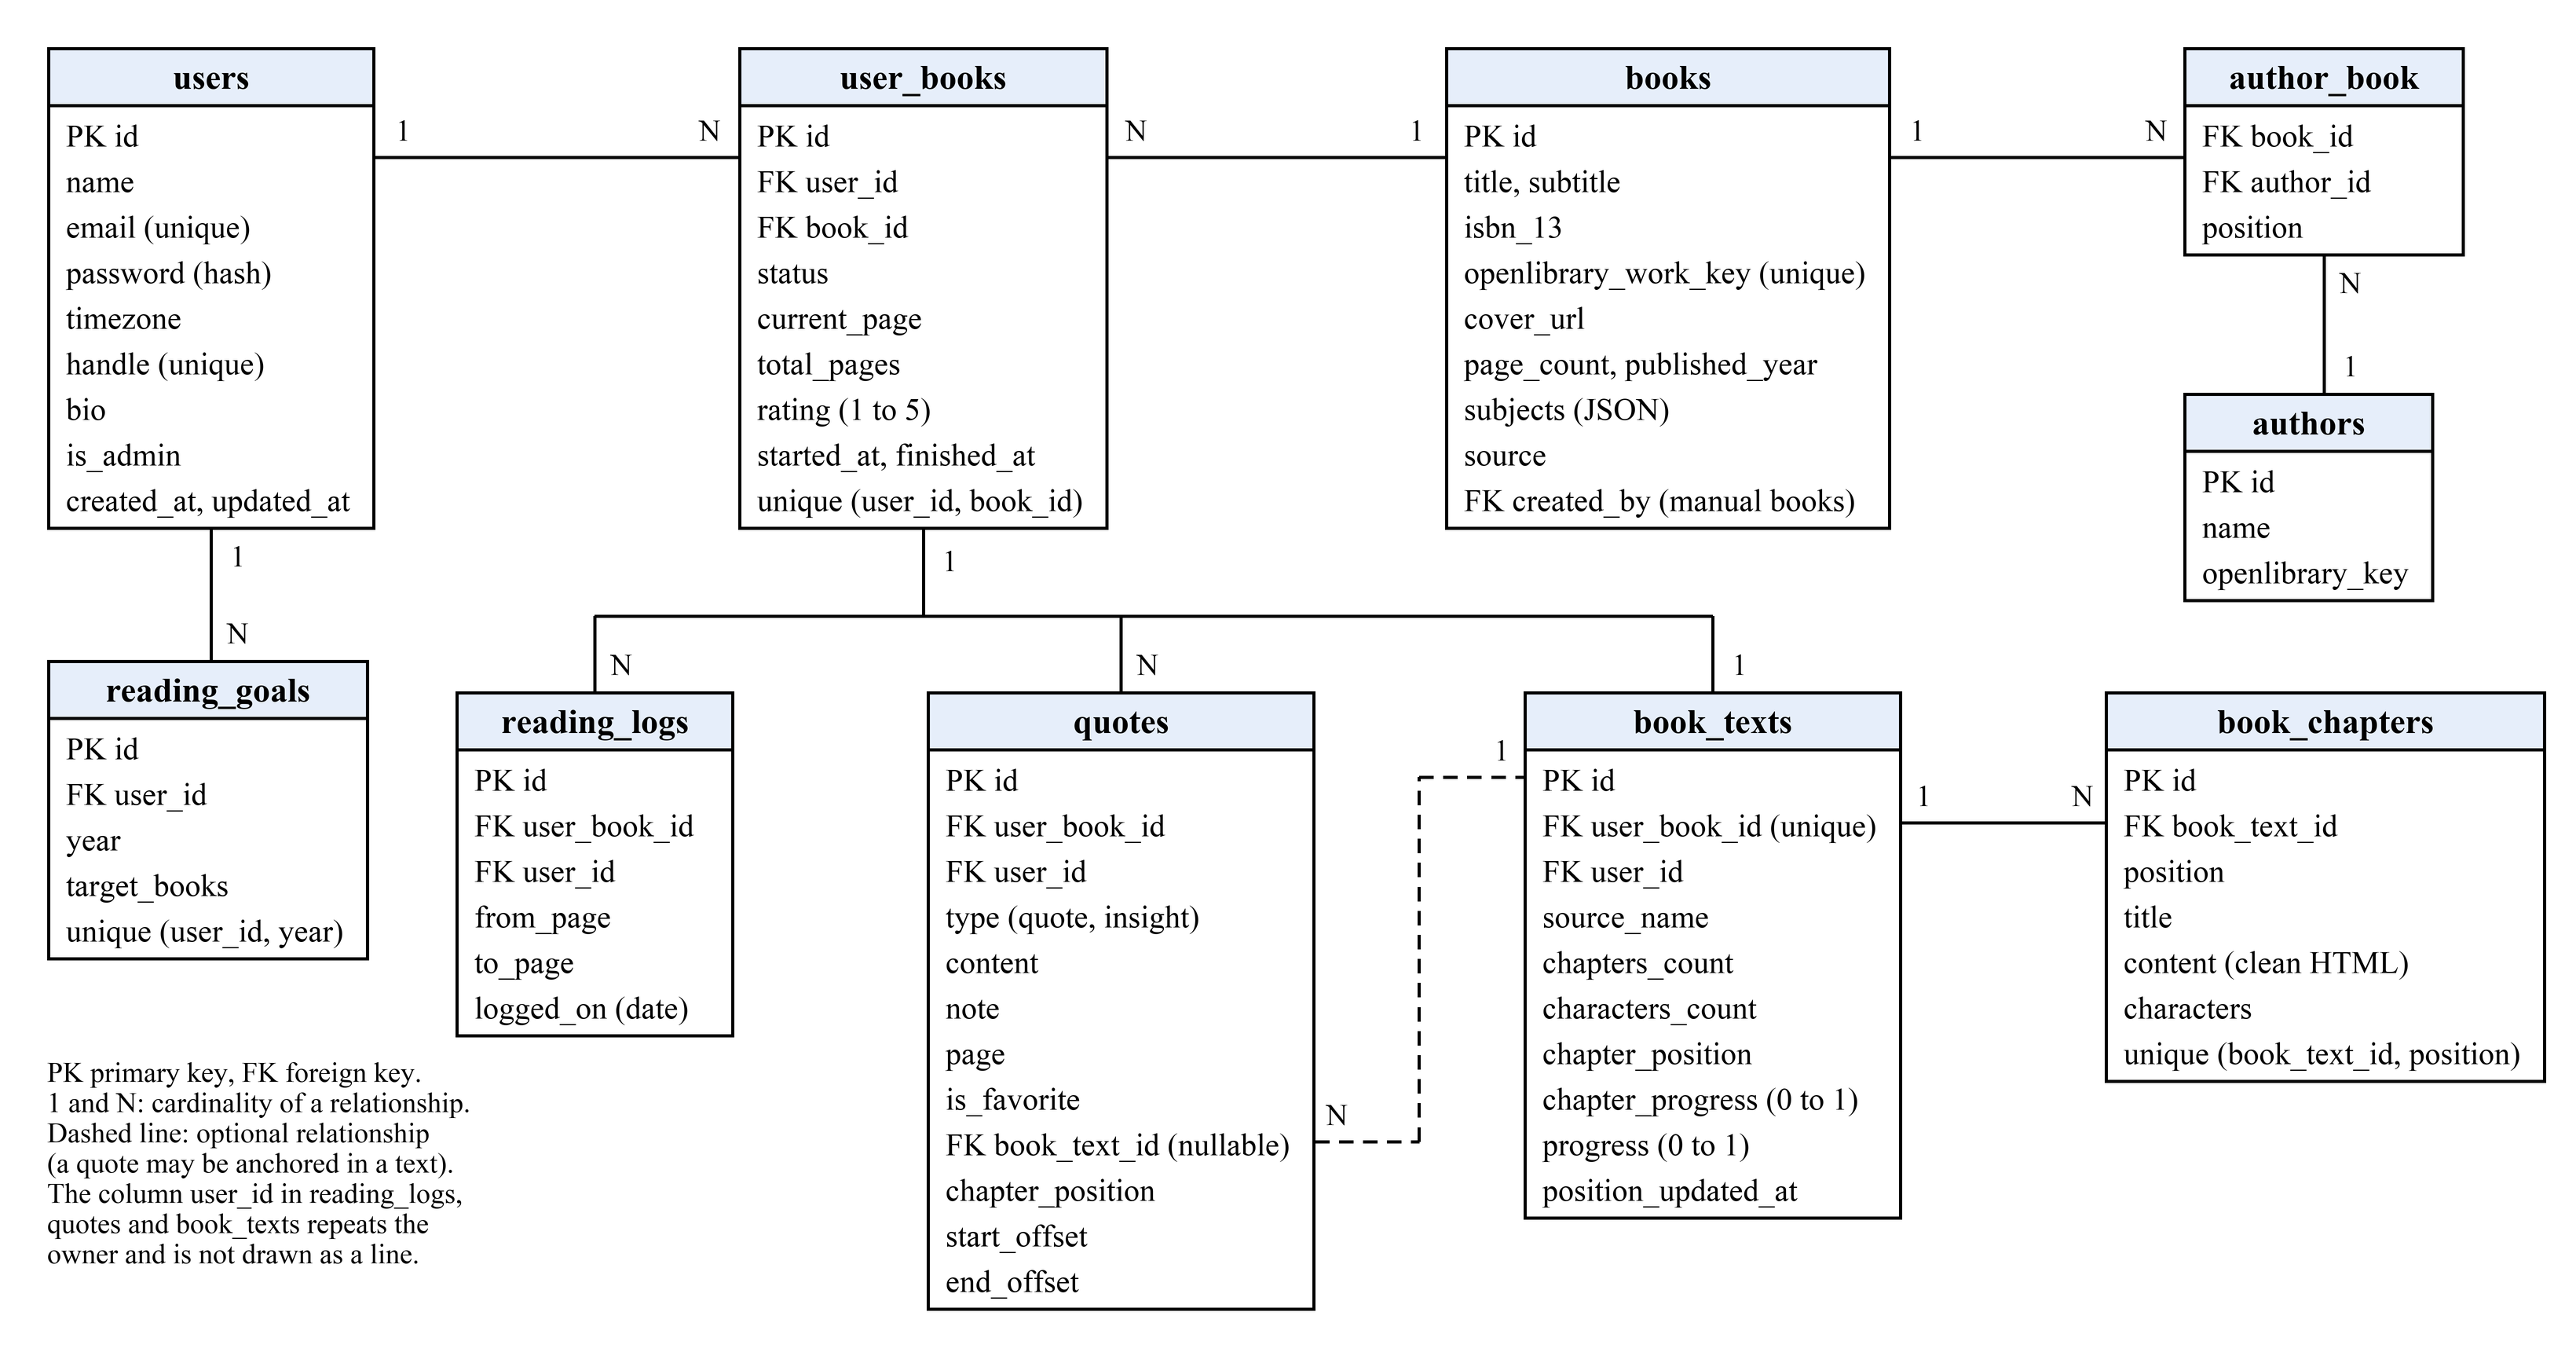 users
PK id
name
email (unique)
password (hash)
timezone
handle (unique)
bio
is_admin
created_at, updated_at
1
N
user_books
PK id
FK user_id
FK book_id
status
current_page
total_pages
rating (1 to 5)
started_at, finished_at
unique (user_id, book_id)
N
1
books
PK id
title, subtitle
isbn_13
openlibrary_work_key (unique)
cover_url
page_count, published_year
subjects (JSON)
source
FK created_by (manual books)
1
N
author_book
FK book_id
FK author_id
position
N
1
authors
PK id
name
openlibrary_key
1
N
reading_goals
PK id
FK user_id
year
target_books
unique (user_id, year)
1
N
reading_logs
PK id
FK user_book_id
FK user_id
from_page
to_page
logged_on (date)
N
quotes
PK id
FK user_book_id
FK user_id
type (quote, insight)
content
note
page
is_favorite
FK book_text_id (nullable)
chapter_position
start_offset
end_offset
N
1
1
book_texts
PK id
FK user_book_id (unique)
FK user_id
source_name
chapters_count
characters_count
chapter_position
chapter_progress (0 to 1)
progress (0 to 1)
position_updated_at
1
N
book_chapters
PK id
FK book_text_id
position
title
content (clean HTML)
characters
unique (book_text_id, position)
PK primary key, FK foreign key.
1 and N: cardinality of a relationship.
Dashed line: optional relationship
(a quote may be anchored in a text).
The column user_id in reading_logs,
quotes and book_texts repeats the
owner and is not drawn as a line.